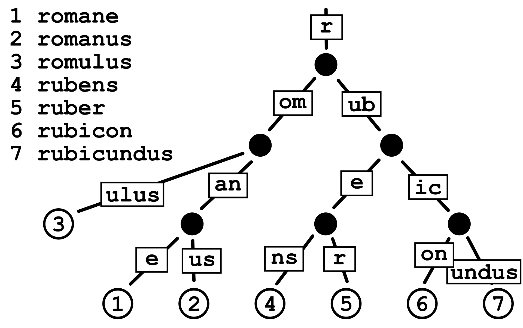 1 romane
2 romanus
3 romulus
4 rubens
5 ruber
6 rubicon
7 rubicundus
r
om
ub
ulus
an
e
ic
3
e
us
ns
r
on
undus
1
2
4
5
6
7